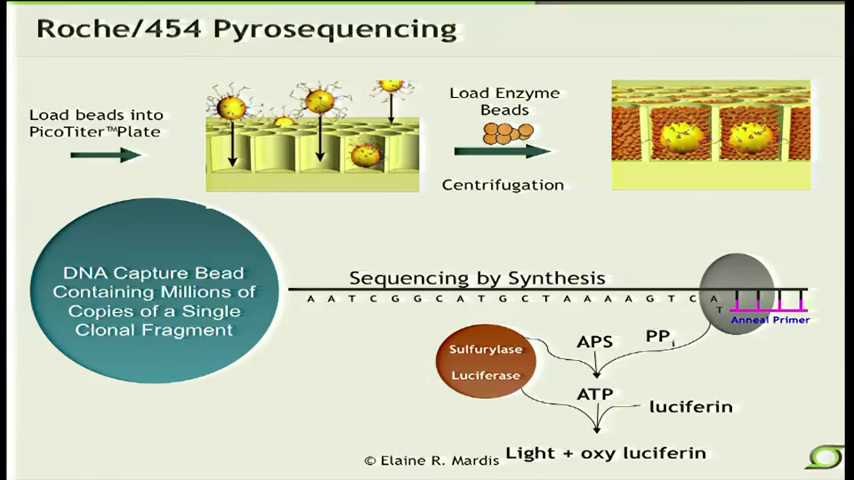 Roche/454 Pyrosequencing
Load beads into
PicoTiter™Plate
Load Enzyme
Beads
Centrifugation
DNA Capture Bead
Containing Millions of
Copies of a Single
Clonal Fragment
Sequencing by Synthesis
A A T C G G C A T G C T A A A A G T C A
T
Anneal Primer
Sulfurylase
Luciferase
APS
PPi
ATP
luciferin
Light + oxy luciferin
© Elaine R. Mardis